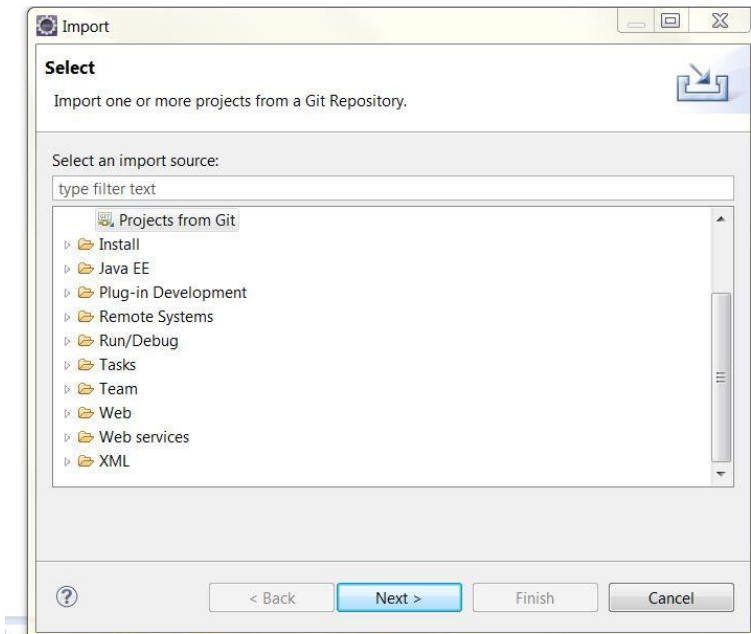 Import
Select
Import one or more projects from a Git Repository.
Select an import source:
type filter text
Projects from Git
Install
Java EE
Plug-in Development
Remote Systems
Run/Debug
Tasks
Team
Web
Web services
XML
? < Back Next > Finish Cancel